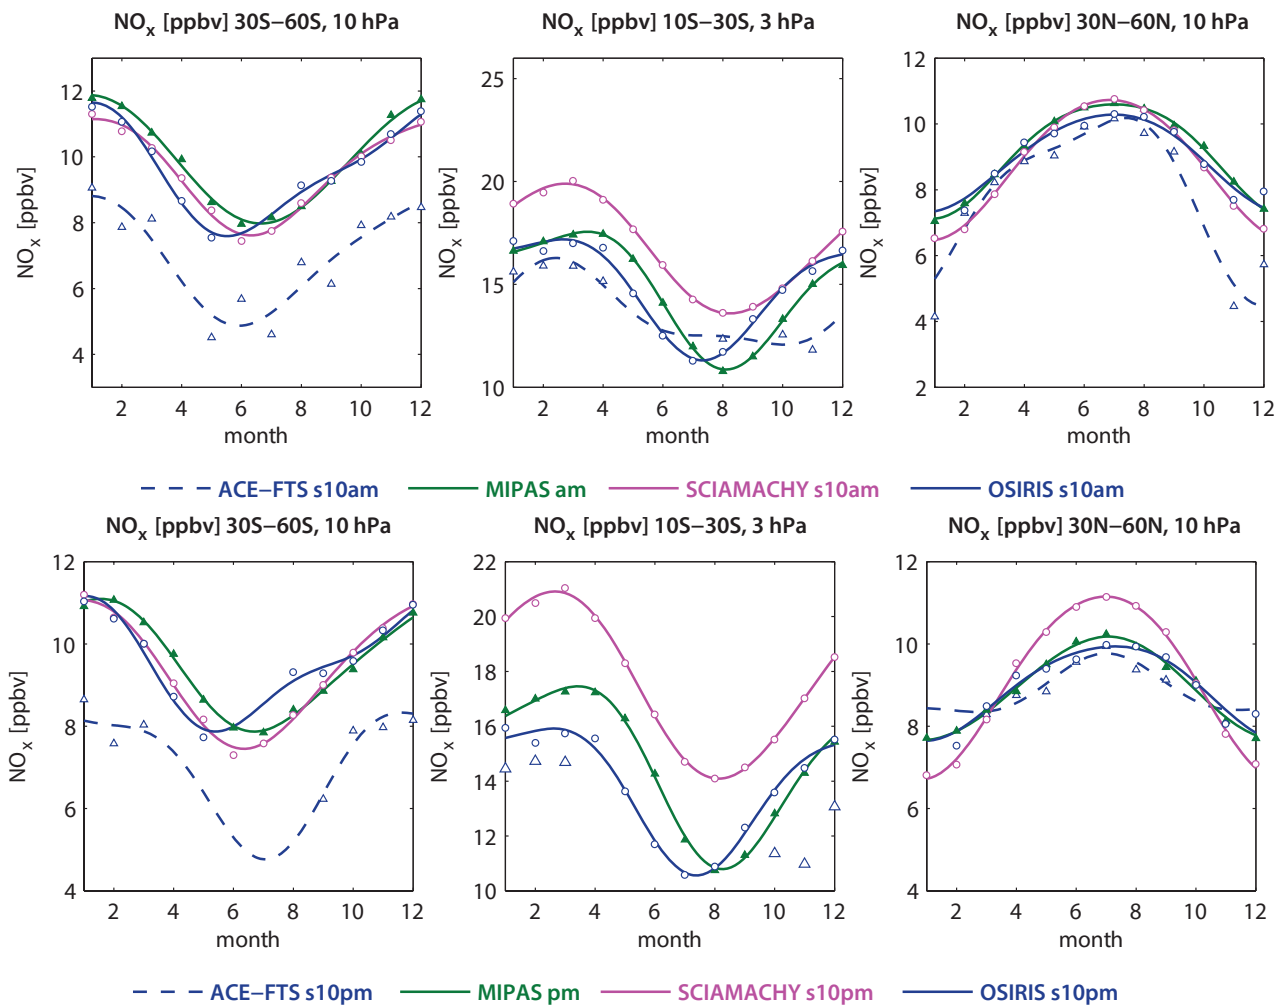 NOx [ppbv] 30S−60S, 10 hPa
NOx [ppbv] 10S−30S, 3 hPa
NOx [ppbv] 30N−60N, 10 hPa
NOx [ppbv]
12
10
8
6
4
2 4 6 8 10 12
month
NOx [ppbv]
25
20
15
10
2 4 6 8 10 12
month
NOx [ppbv]
12
10
8
6
4
2
2 4 6 8 10 12
month
ACE−FTS s10am MIPAS am SCIAMACHY s10am OSIRIS s10am
NOx [ppbv] 30S−60S, 10 hPa
NOx [ppbv] 10S−30S, 3 hPa
NOx [ppbv] 30N−60N, 10 hPa
NOx [ppbv]
12
10
8
6
4
2 4 6 8 10 12
month
NOx [ppbv]
22
20
18
16
14
12
10
2 4 6 8 10 12
month
NOx [ppbv]
12
10
8
6
4
2 4 6 8 10 12
month
ACE−FTS s10pm MIPAS pm SCIAMACHY s10pm OSIRIS s10pm